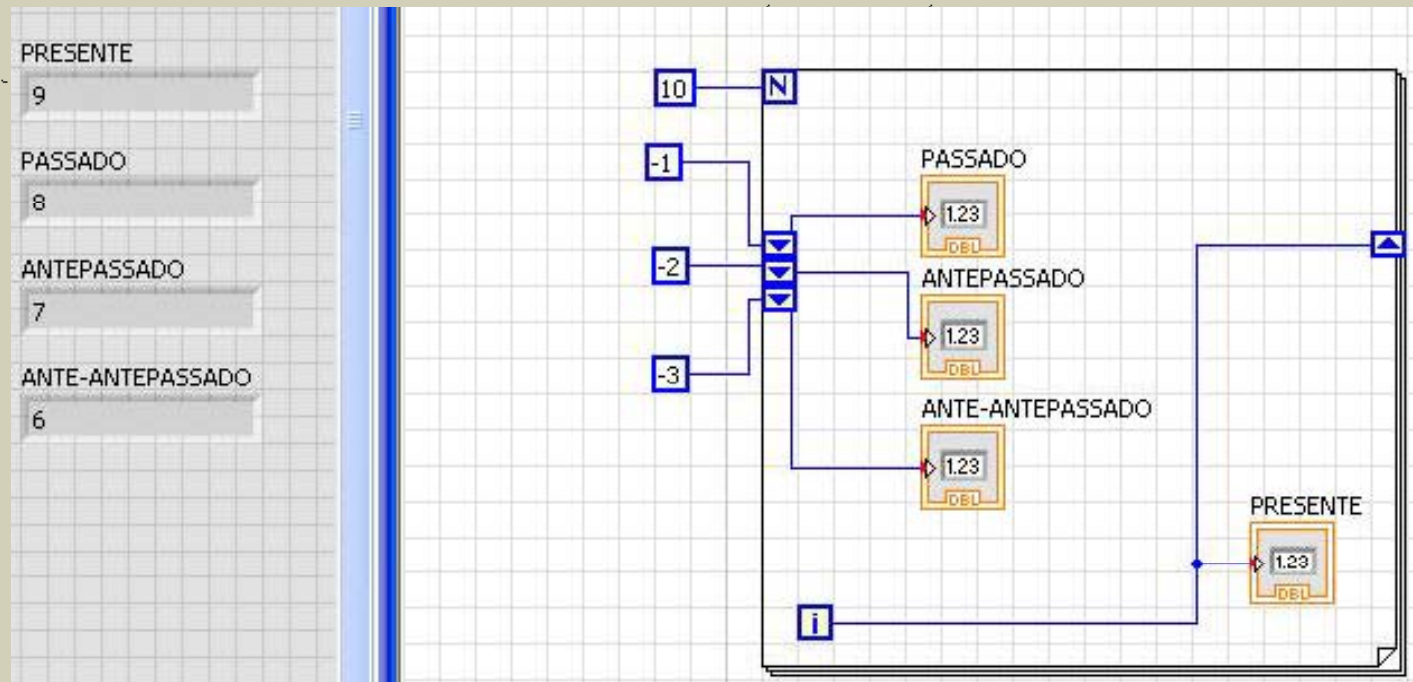 PRESENTE
9
PASSADO
8
ANTEPASSADO
7
ANTE-ANTEPASSADO
6
10
N
-1
-2
-3
PASSADO
1.23
DBL
ANTEPASSADO
1.23
DBL
ANTE-ANTEPASSADO
1.23
DBL
PRESENTE
1.23
DBL
i